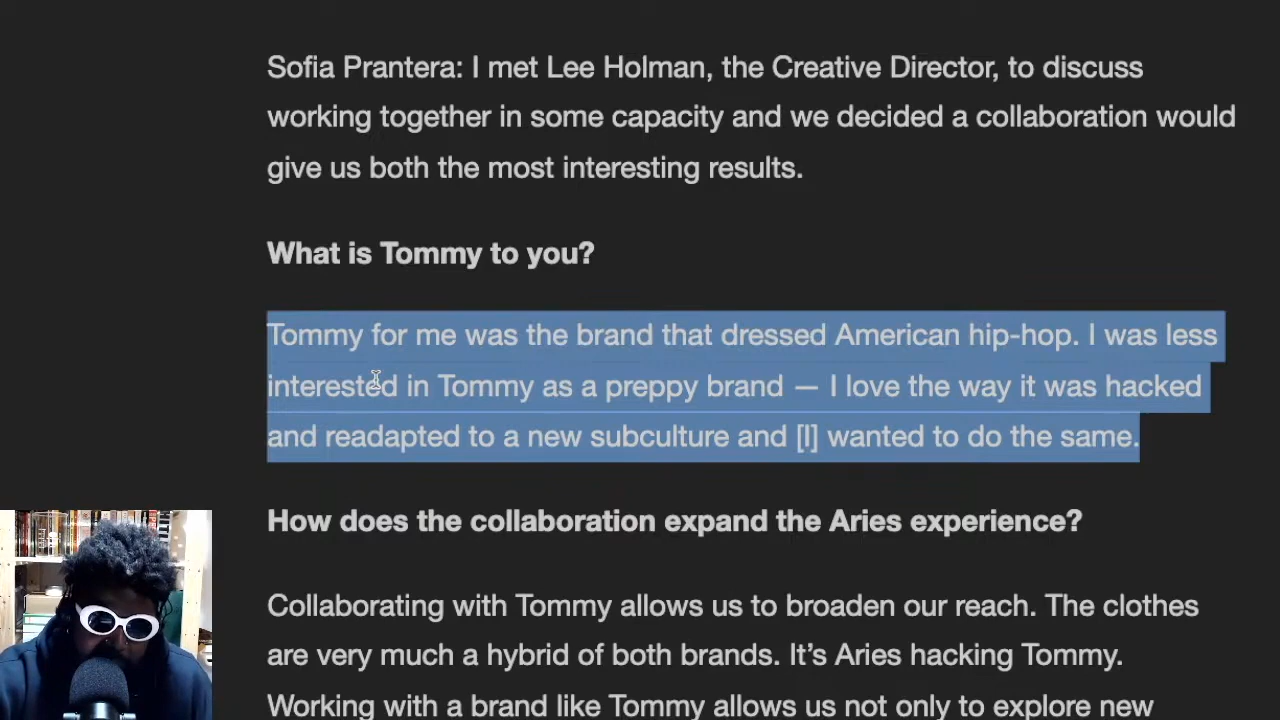 Sofia Prantera: I met Lee Holman, the Creative Director, to discuss
working together in some capacity and we decided a collaboration would
give us both the most interesting results.
What is Tommy to you?
Tommy for me was the brand that dressed American hip-hop. I was less
interested in Tommy as a preppy brand — I love the way it was hacked
and readapted to a new subculture and [I] wanted to do the same.
How does the collaboration expand the Aries experience?
Collaborating with Tommy allows us to broaden our reach. The clothes
are very much a hybrid of both brands. It’s Aries hacking Tommy.
Working with a brand like Tommy allows us not only to explore new